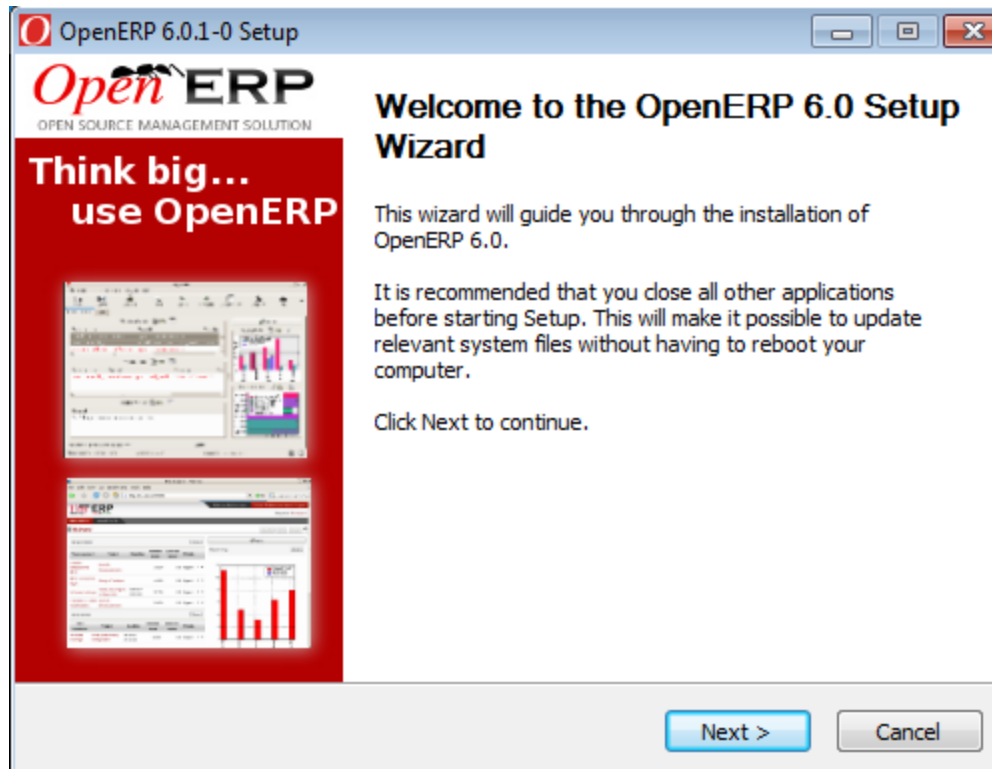 OpenERP 6.0.1-0 Setup
Open ERP
OPEN SOURCE MANAGEMENT SOLUTION
Think big...
use OpenERP
Welcome to the OpenERP 6.0 Setup
Wizard
This wizard will guide you through the installation of
OpenERP 6.0.
It is recommended that you close all other applications
before starting Setup. This will make it possible to update
relevant system files without having to reboot your
computer.
Click Next to continue.
Next >
Cancel